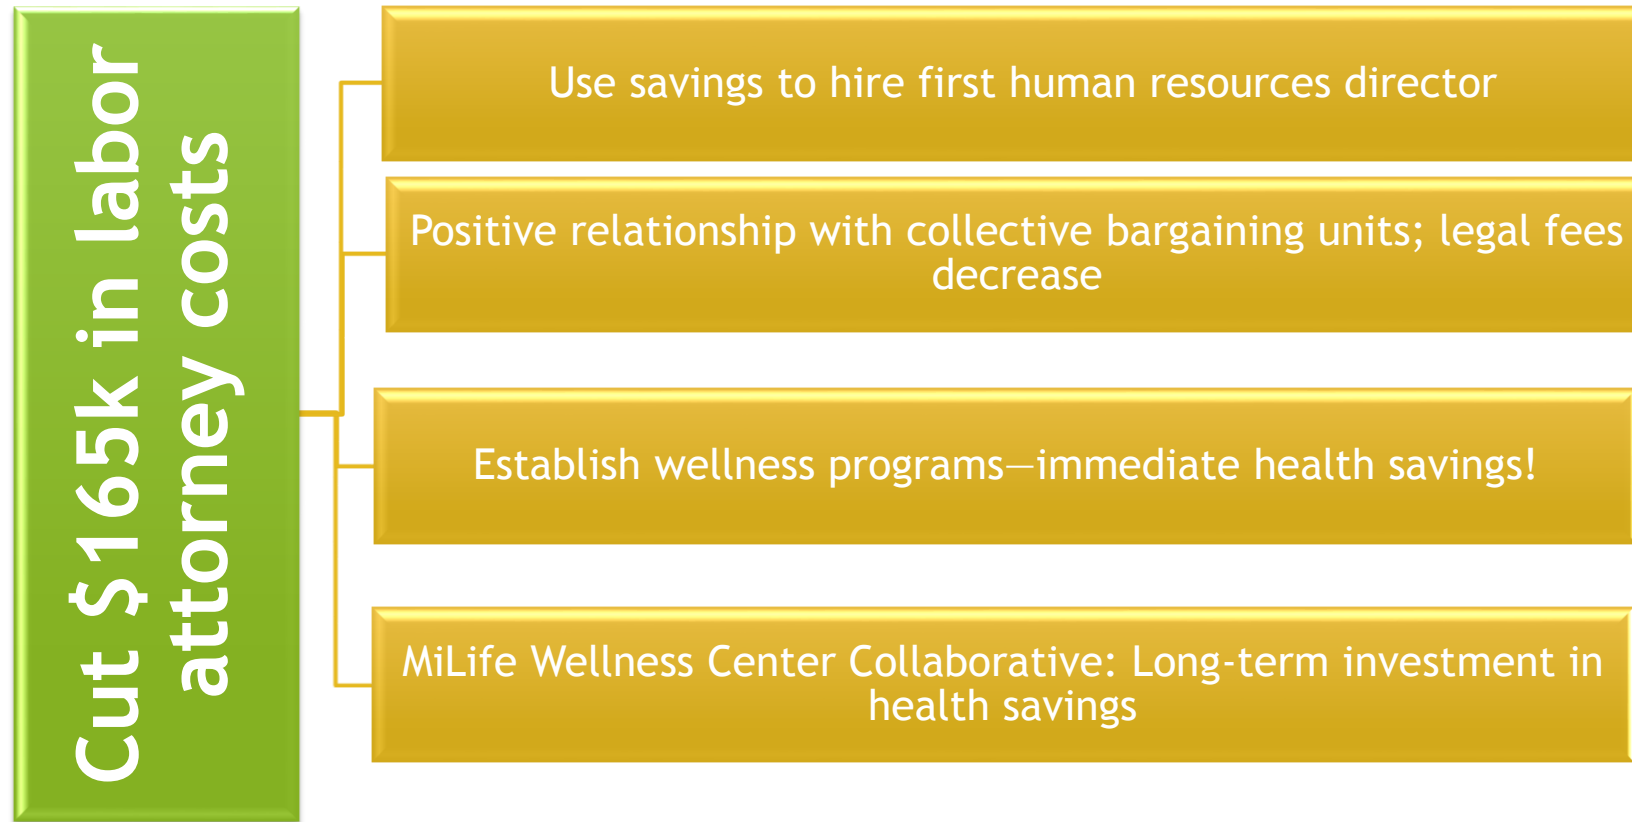 Cut $165k in labor
attorney costs
Use savings to hire first human resources director
Positive relationship with collective bargaining units; legal fees
decrease
Establish wellness programs—immediate health savings!
MiLife Wellness Center Collaborative: Long-term investment in
health savings